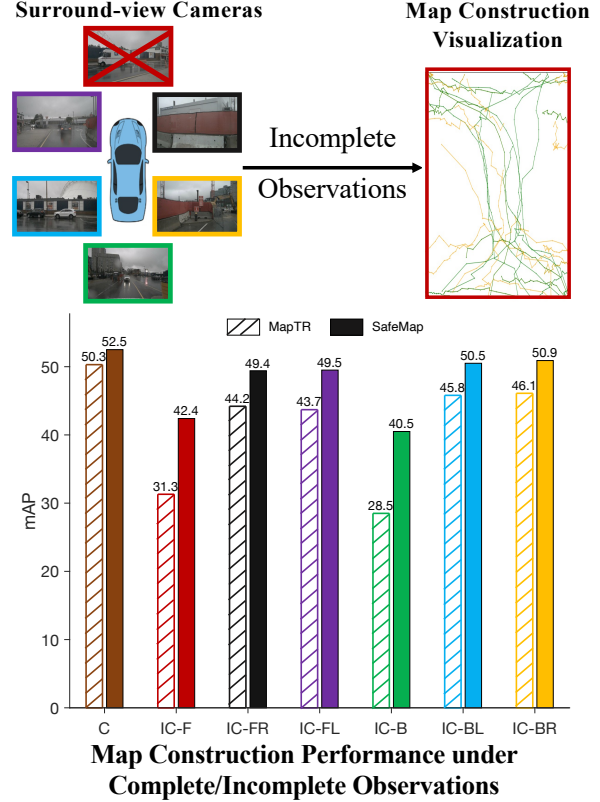 Surround-view Cameras
Map Construction
Visualization
Incomplete
Observations
MapTR
SafeMap
50.3
52.5
31.3
42.4
44.2
49.4
43.7
49.5
28.5
40.5
45.8
50.5
46.1
50.9
mAP
50
40
30
20
10
0
C
IC-F
IC-FR
IC-FL
IC-B
IC-BL
IC-BR
Map Construction Performance under
Complete/Incomplete Observations